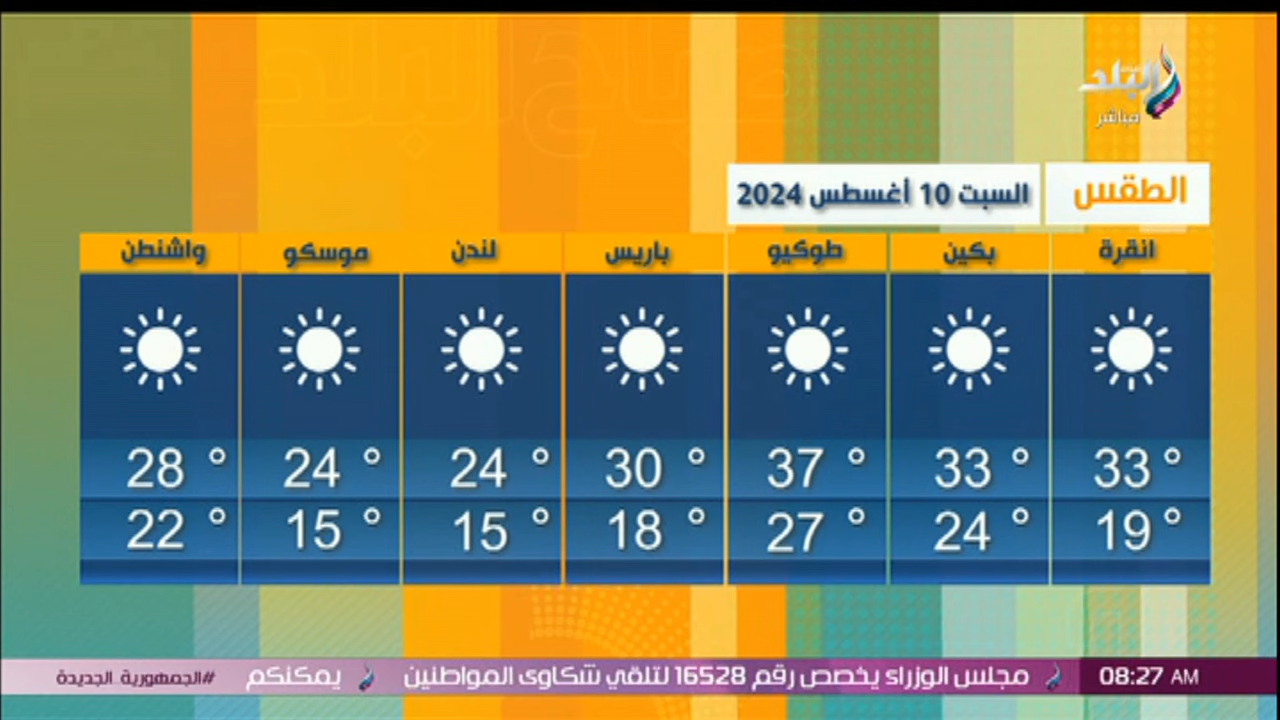 البلد
مباشر
الطقس السبت 10 أغسطس 2024
انقرة بكين طوكيو باريس لندن موسكو واشنطن
33° 33° 37° 30° 24° 24° 28°
19° 24° 27° 18° 15° 15° 22°
08:27 AM مجلس الوزراء يخصص رقم 16528 لتلقي شكاوى المواطنين يمكنكم #الجمهورية الجديدة